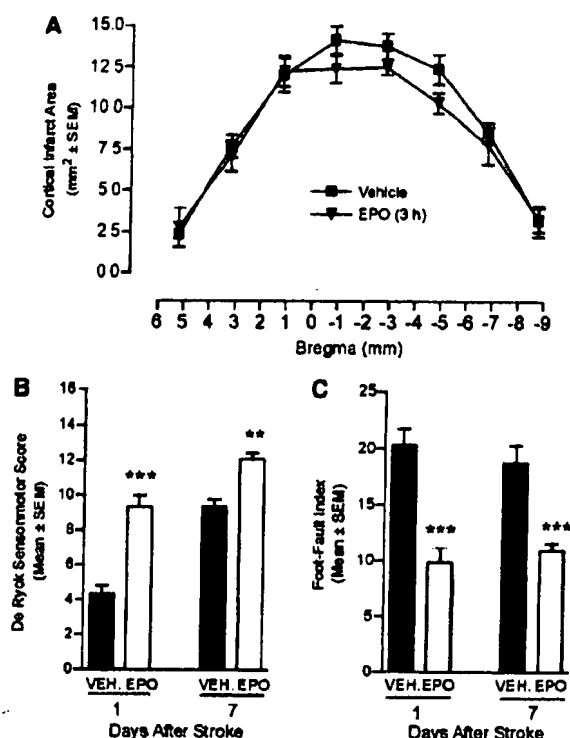 A
Cortical Infarct Area
(mm² ± SEM)
15.0
12.5
10.0
7.5
5.0
2.5
0.0
Vehicle
EPO (3 h)
6 5 4 3 2 1 0 -1 -2 -3 -4 -5 -6 -7 -8 -9
Bregma (mm)
B
De Ryck Sensorimotor Score
(Mean ± SEM)
16
14
12
10
8
6
4
2
0
***
**
VEH. EPO VEH. EPO
1 7
Days After Stroke
C
Foot-Fault Index
(Mean ± SEM)
25
20
15
10
5
0
***
***
VEH. EPO VEH. EPO
1 7
Days After Stroke